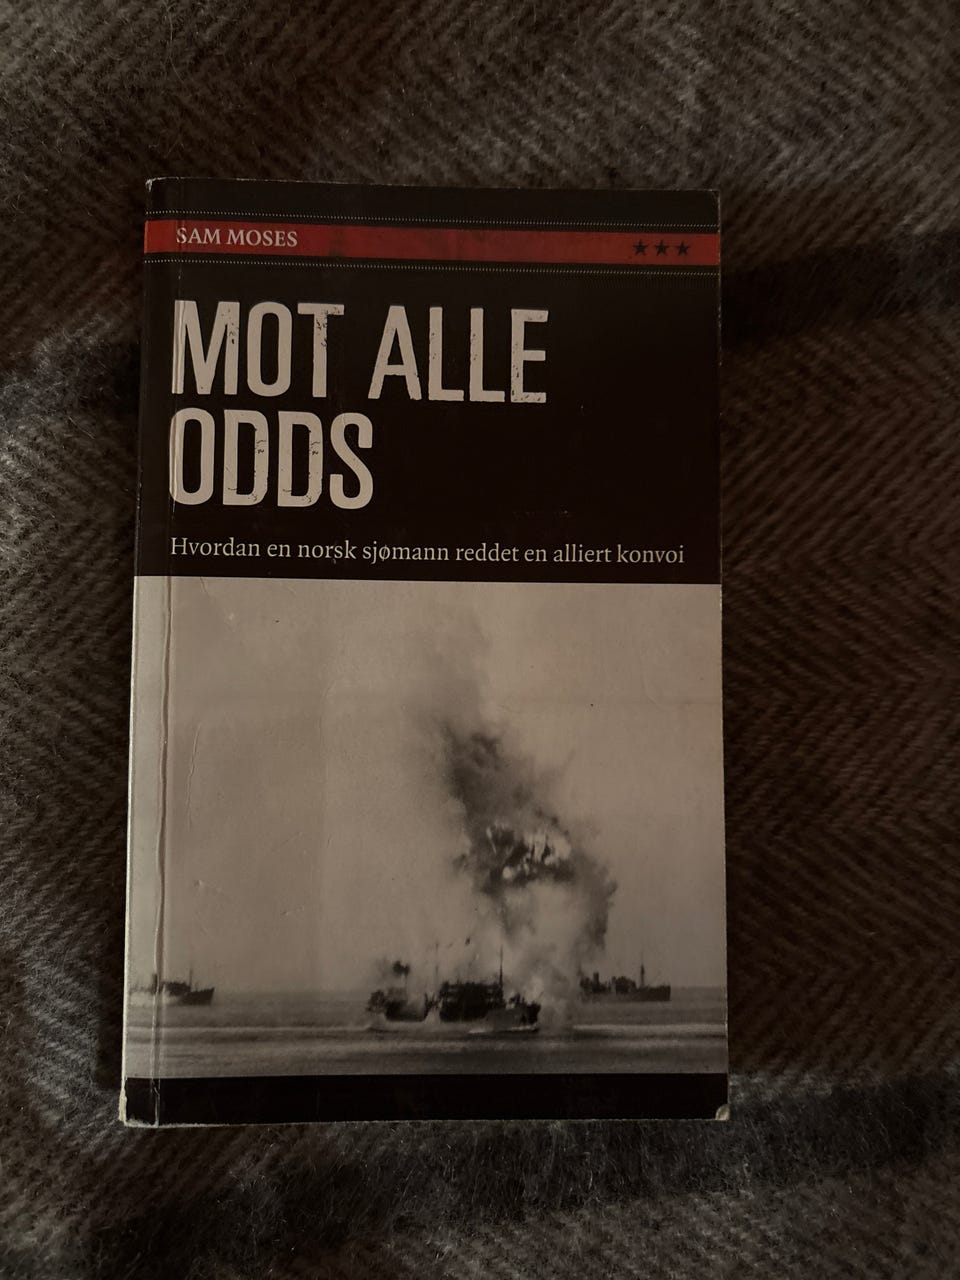 SAM MOSES
MOT ALLE
ODDS
Hvordan en norsk sjømann reddet en alliert konvoi